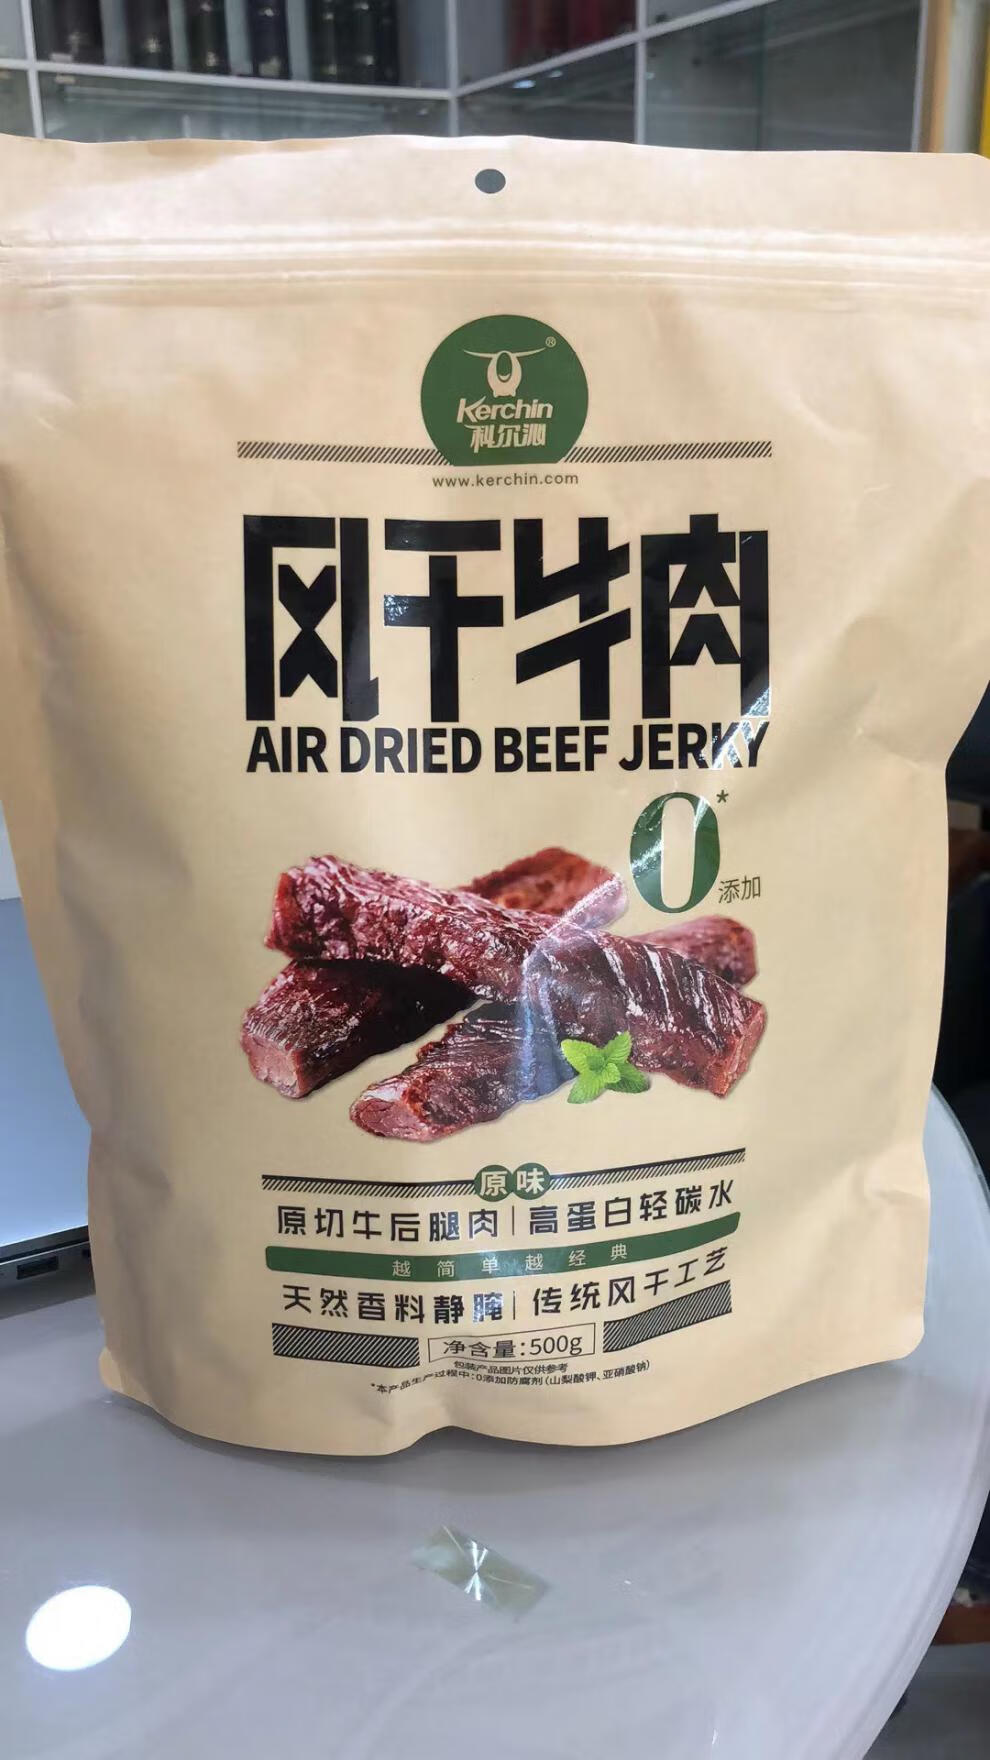 ®
Kerchin
科尔沁
www.kerchin.com
风干牛肉
AIR DRIED BEEF JERKY
0*
添加
原味
原切牛后腿肉|高蛋白轻碳水
越简单越经典
天然香料静腌|传统风干工艺
净含量:500g
包装产品图片仅供参考
*本产品生产过程中:0添加防腐剂(山梨酸钾、亚硝酸钠)